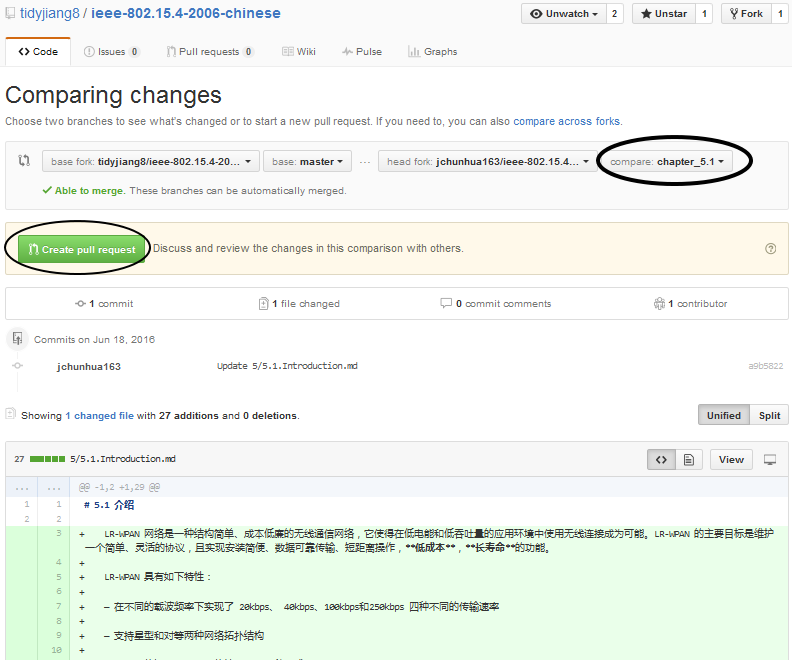 tidyjiang8 / ieee-802.15.4-2006-chinese
Unwatch 2 Unstar 1 Fork 1
Code Issues 0 Pull requests 0 Wiki Pulse Graphs
Comparing changes
Choose two branches to see what's changed or to start a new pull request. If you need to, you can also compare across forks.
base fork: tidyjiang8/ieee-802.15.4-20... base: master ... head fork: jchunhua163/ieee-802.15.4... compare: chapter_5.1
Able to merge. These branches can be automatically merged.
Create pull request Discuss and review the changes in this comparison with others.
1 commit 1 file changed 0 commit comments 1 contributor
Commits on Jun 18, 2016
jchunhua163 Update 5/5.1.Introduction.md a9b5822
Showing 1 changed file with 27 additions and 0 deletions.
Unified Split
27 5/5.1.Introduction.md View
... ... @@ -1,2 +1,29 @@
1 1 # 5.1 介绍
2 2
3 + LR-WPAN 网络是一种结构简单、成本低廉的无线通信网络，它使得在低电能和低吞吐量的应用环境中使用无线连接成为可能。LR-WPAN 的主要目标是维护
一个简单、灵活的协议，且实现安装简便、数据可靠传输、短距离操作，**低成本**，**长寿命**的功能。
4 +
5 + LR-WPAN 具有如下特性：
6 +
7 + - 在不同的载波频率下实现了 20kbps、 40kbps、100kbps和250kbps 四种不同的传输速率
8 +
9 + - 支持星型和对等两种网络拓扑结构
10 +